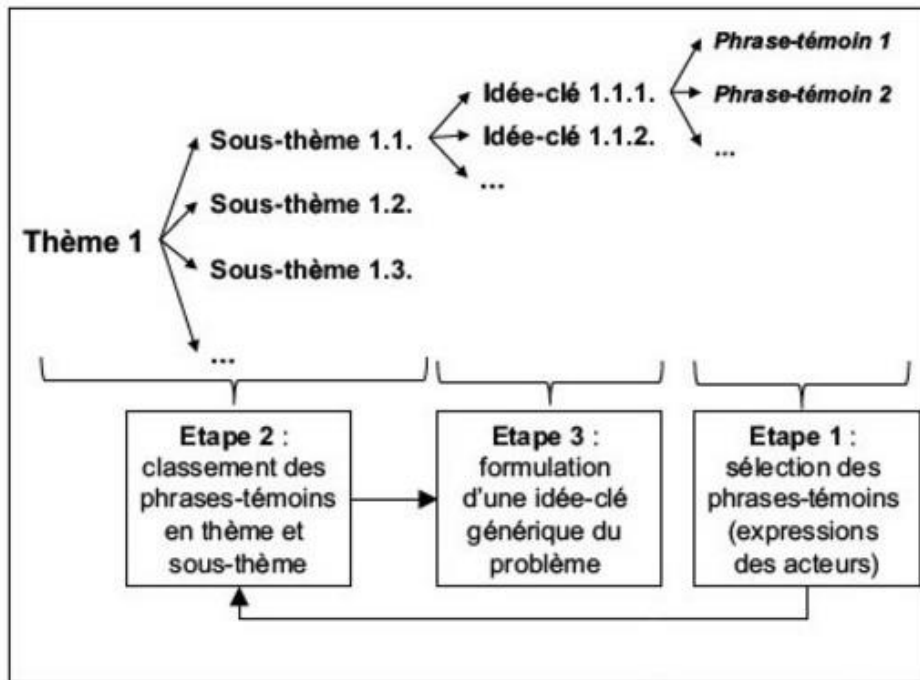 Phrase-témoin 1
Idée-clé 1.1.1.
Phrase-témoin 2
Sous-thème 1.1.
Idée-clé 1.1.2.
...
...
Sous-thème 1.2.
Thème 1
Sous-thème 1.3.
...
Etape 2 :
classement des
phrases-témoins
en thème et
sous-thème
Etape 3 :
formulation
d'une idée-clé
générique du
problème
Etape 1 :
sélection des
phrases-témoins
(expressions
des acteurs)